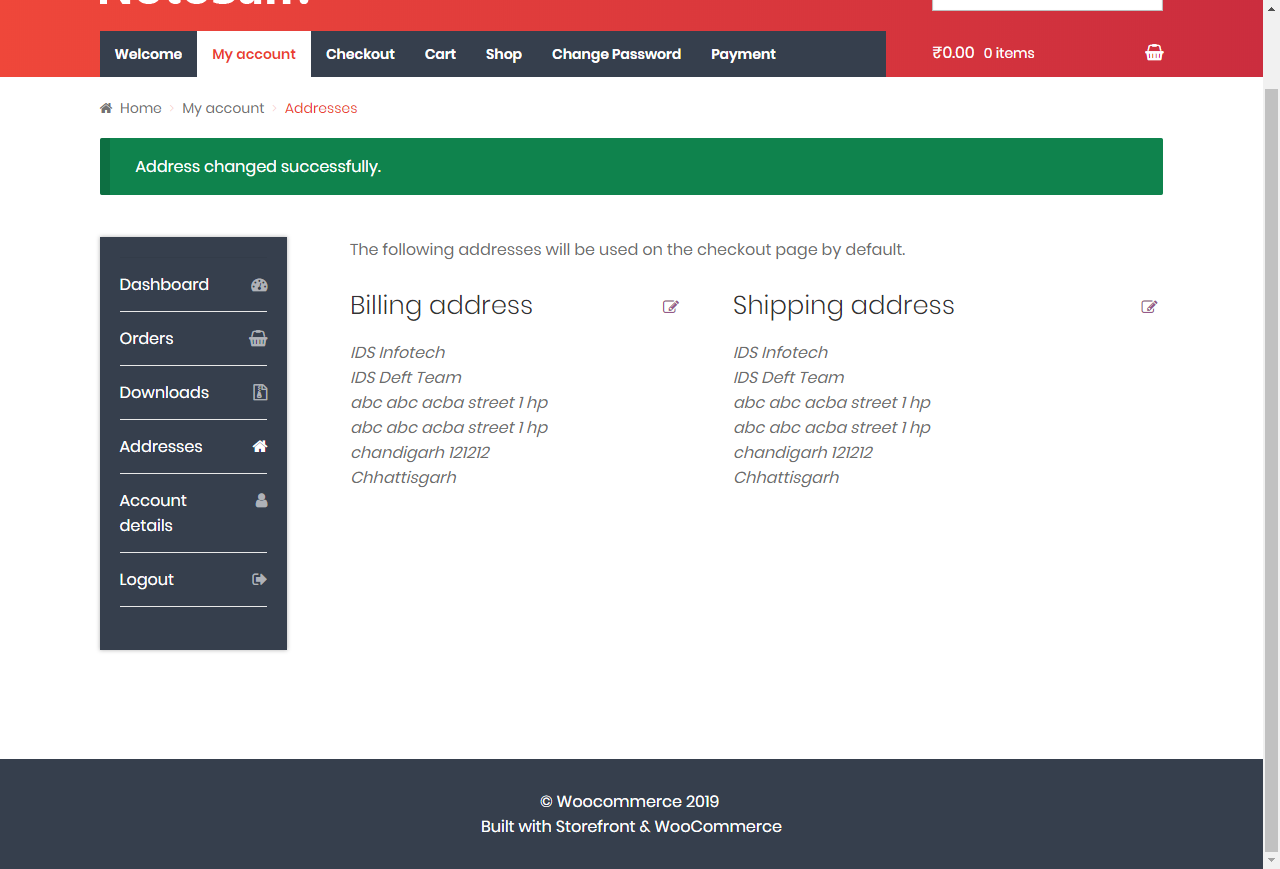 Welcome My account Checkout Cart Shop Change Password Payment ₹0.00 0 items
Home My account Addresses
Address changed successfully.
Dashboard
Orders
Downloads
Addresses
Account
details
Logout
The following addresses will be used on the checkout page by default.
Billing address
IDS Infotech
IDS Deft Team
abc abc acba street 1 hp
abc abc acba street 1 hp
chandigarh 121212
Chhattisgarh
Shipping address
IDS Infotech
IDS Deft Team
abc abc acba street 1 hp
abc abc acba street 1 hp
chandigarh 121212
Chhattisgarh
© Woocommerce 2019
Built with Storefront & WooCommerce